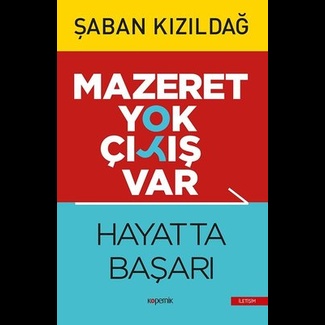 ŞABAN KIZILDAĞ
MAZERET
YOK
ÇIKIŞ
VAR
HAYATTA
BAŞARI
kopernik
İLETİŞİM